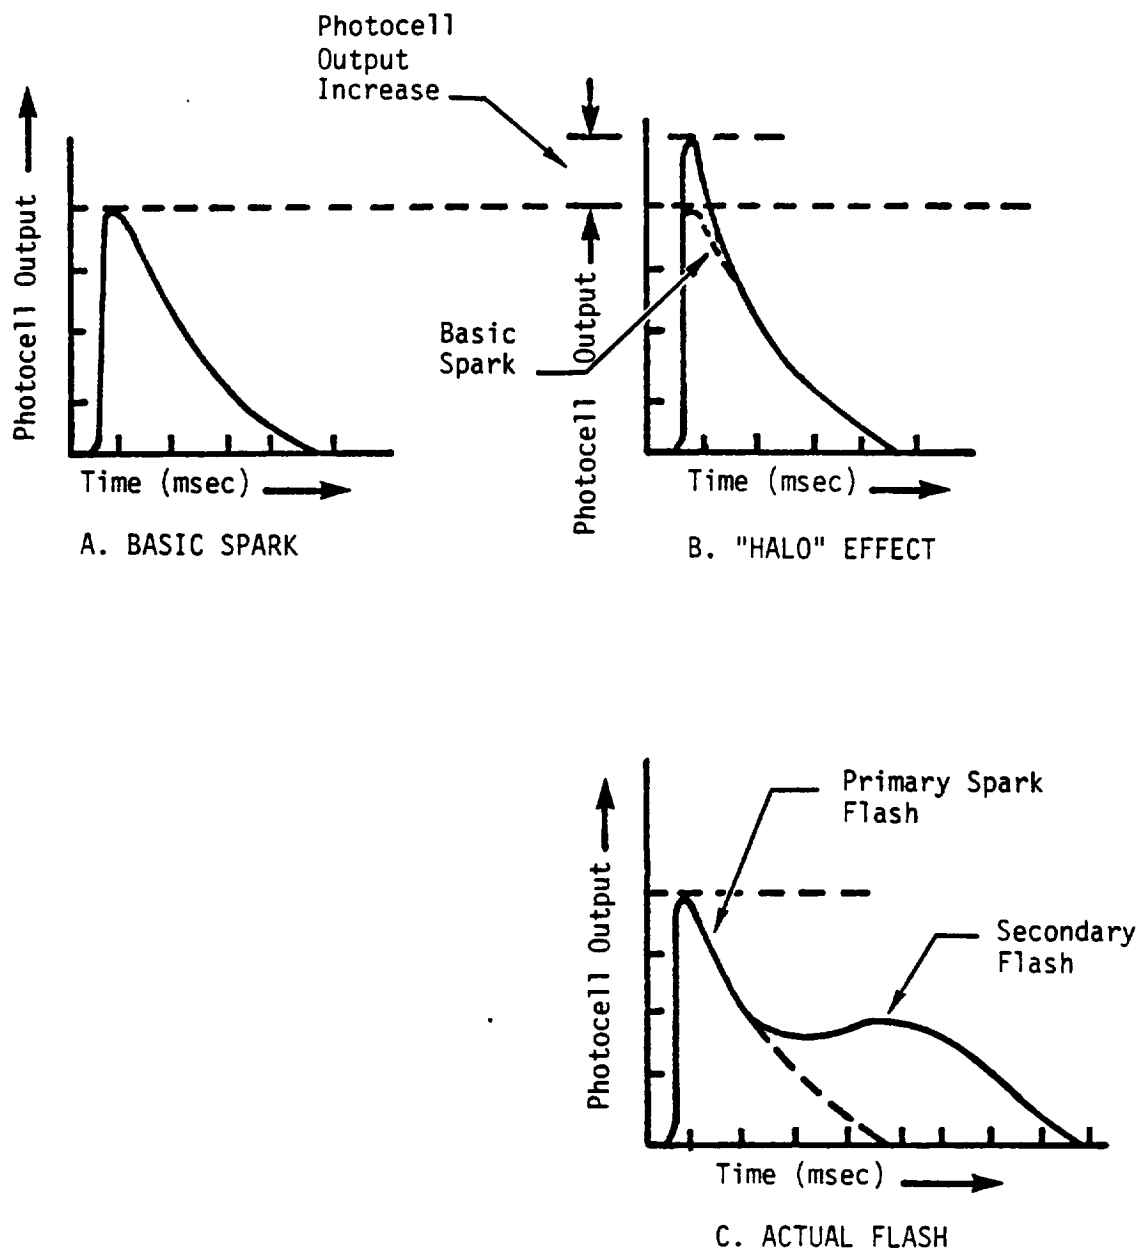 Photocell
Output
Increase
Photocell Output
Time (msec)
A. BASIC SPARK
Basic
Spark
Photocell Output
Time (msec)
B. "HALO" EFFECT
Primary Spark
Flash
Secondary
Flash
Photocell Output
Time (msec)
C. ACTUAL FLASH